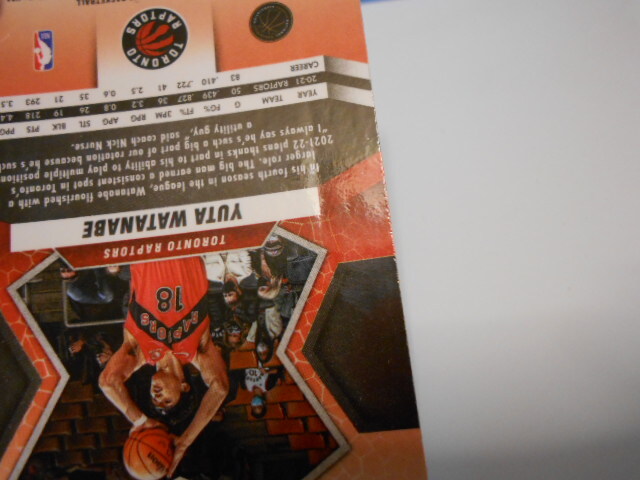 RAPTORS
18
TORONTO RAPTORS
YUTA WATANABE
In his fourth season in the league, Watanabe flourished with a
larger role. The big man earned a consistent spot in Toronto's
2021-22 plans thanks in part to his ability to play multiple position
"I always say he's such a big part of our rotation because he's suc
a utility guy," said coach Nick Nurse.
YEAR TEAM G FG% FT% 3PM RPG APG STL BLK PTS PPG
20-21 RAPTORS 50 .439 .827 36 3.2 0.8 26 19 218 4.4
CAREER 83 .410 .722 41 2.5 0.6 35 21 293 3.5
TORONTO
RAPTORS
NBA
BASKETBALL